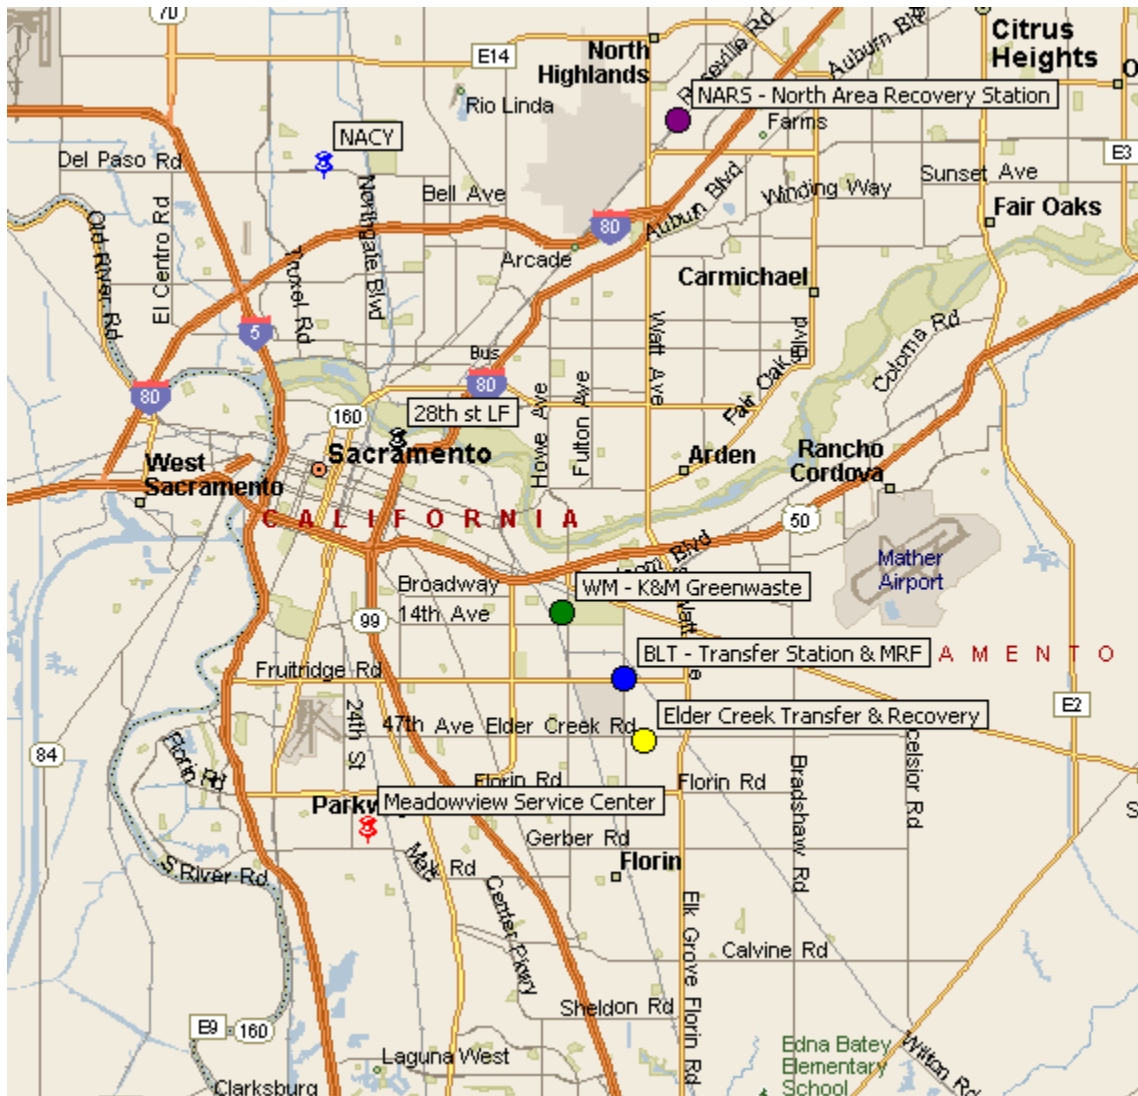 70
Citrus
Heights
Auburn Blv
North
Highlands
E14
Roseville Rd
NARS - North Area Recovery Station
Rio Linda
Farms
NACY
E3
Del Paso Rd
Bell Ave
Winding Way
Sunset Ave
Northgate Blvd
Auburn Blvd
Fair Oaks
Old River Rd
El Centro Rd
80
Truxel Rd
Arcade
Carmichael
5
Watt Ave
Blvd
Coloma Rd
Bus
80
80
Howe Ave
Fulton Ave
Fair Oaks
160
28th st LF
West
Sacramento
Sacramento
Arden
Rancho
Cordova
CALIFORNIA
50
Blvd
Mather
Airport
Broadway
WM - K&M Greenwaste
14th Ave
99
Watt
BLT - Transfer Station & MRF
AMENTO
Fruitridge Rd
e
E2
24th St
47th Ave
Elder Creek Rd
Elder Creek Transfer & Recovery
84
Florin Rd
Florin Rd
Florin Rd
Bradshaw Rd
celsior Rd
Parkw
Meadowview Service Center
S
Gerber Rd
S River Rd
Mack Rd
Florin
Center Pkwy
Elk Grove Florin Rd
Calvine Rd
Sheldon Rd
E9
160
Edna Batey
Elementary
School
Wilton Rd
Laguna West
Clarksburg